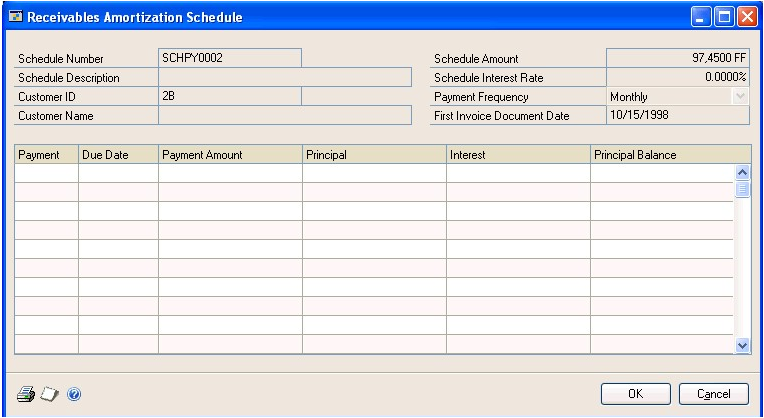 Receivables Amortization Schedule
Schedule Number SCHPY0002 Schedule Amount 97,4500 FF
Schedule Description Schedule Interest Rate 0.0000%
Customer ID 2B Payment Frequency Monthly
Customer Name First Invoice Document Date 10/15/1998
Payment Due Date Payment Amount Principal Interest Principal Balance
OK Cancel